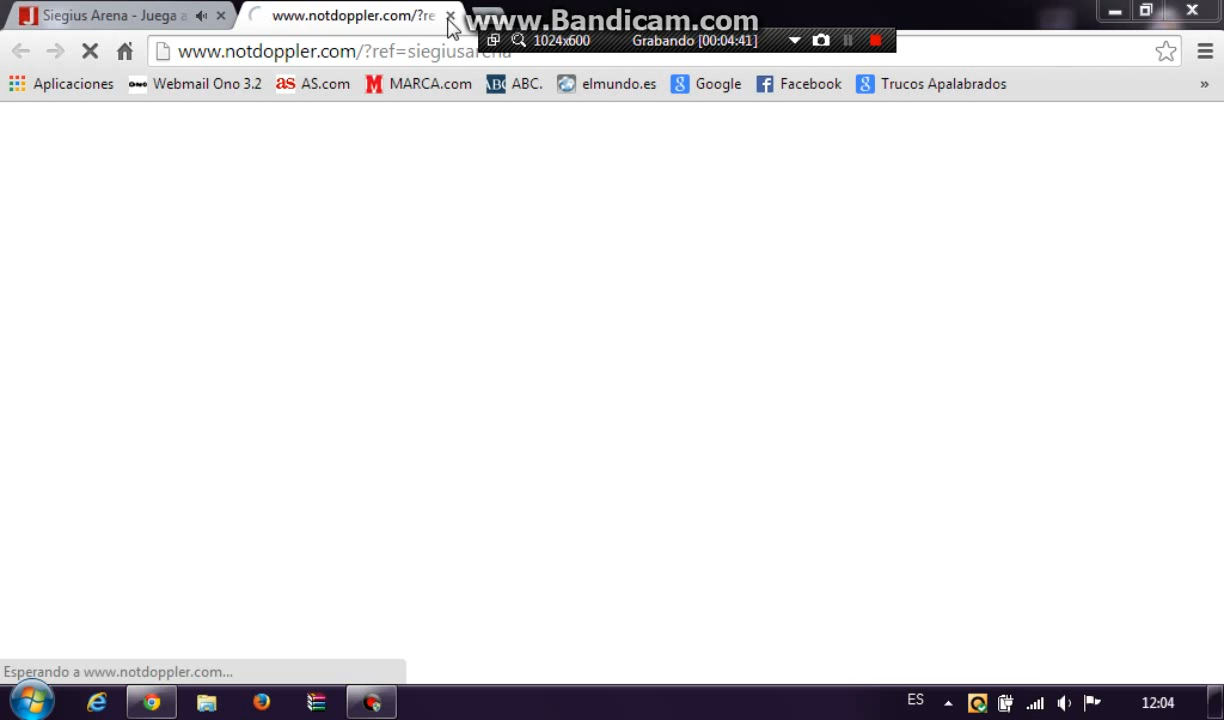 Siegius Arena - Juega a
www.notdoppler.com/?re
www.Bandicam.com
1024x600 Grabando [00:04:41]
www.notdoppler.com/?ref=siegiusarena
Aplicaciones Webmail Ono 3.2 AS.com MARCA.com ABC. elmundo.es Google Facebook Trucos Apalabrados »
Esperando a www.notdoppler.com...
ES 12:04